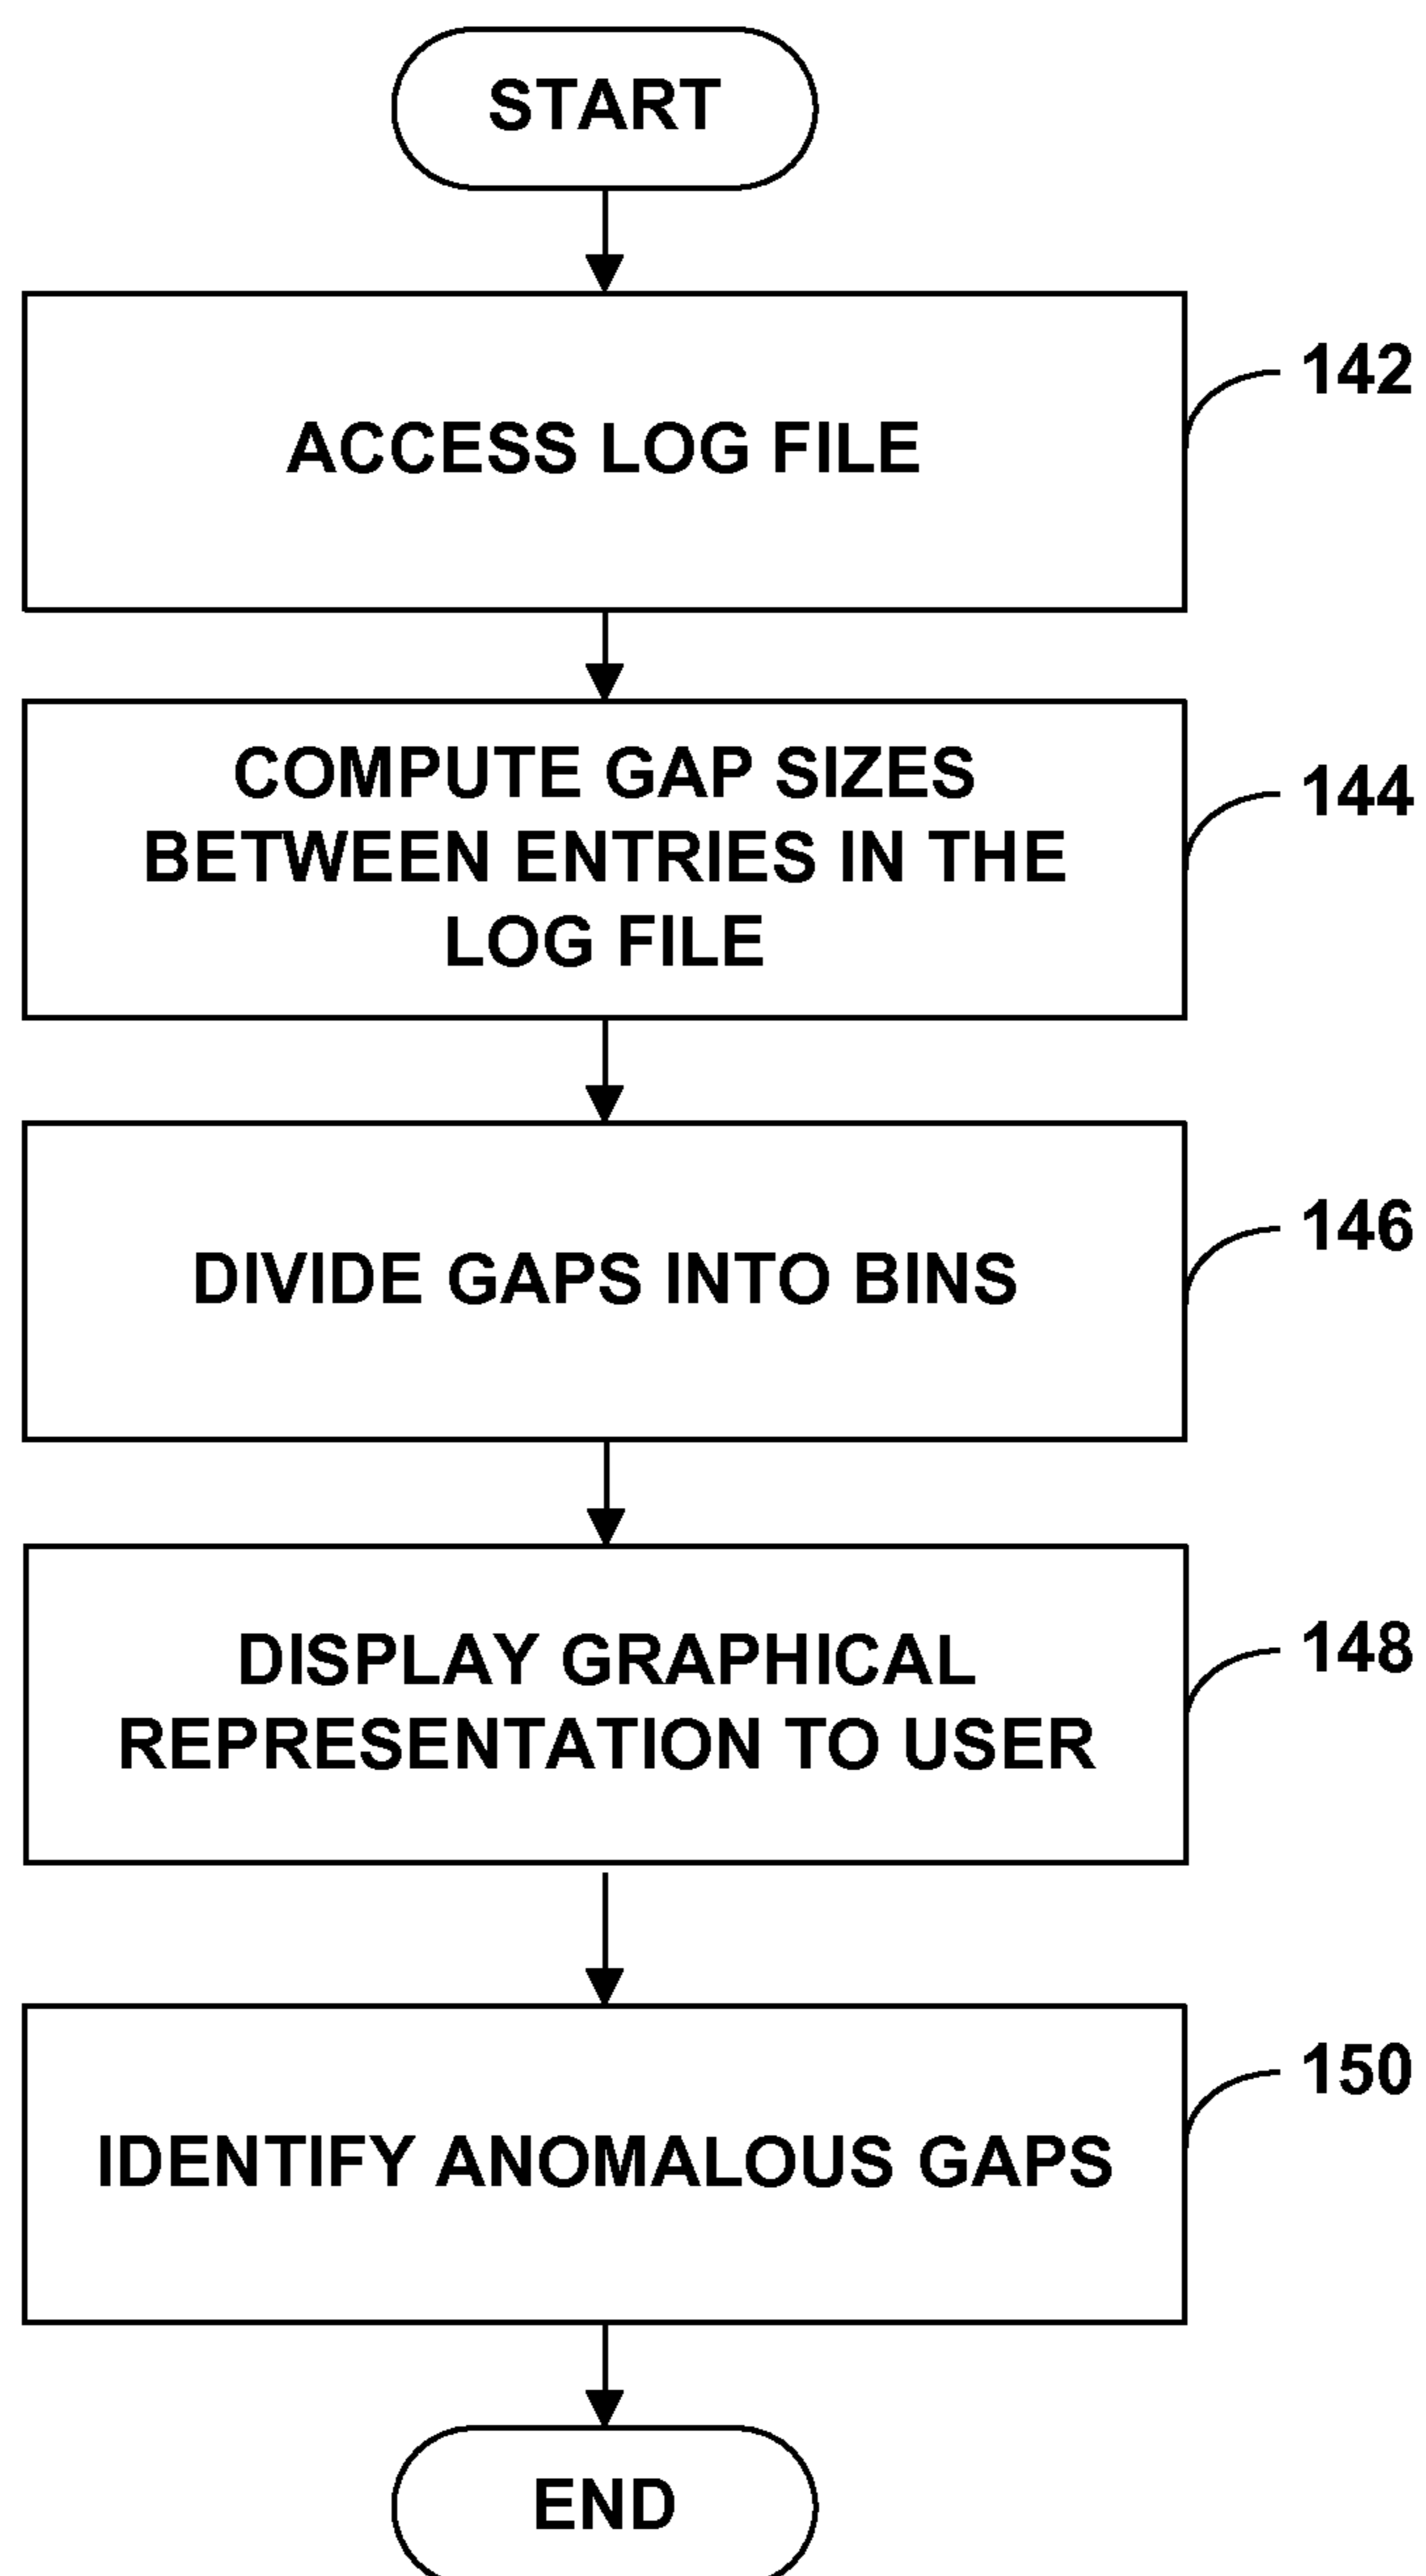 START
ACCESS LOG FILE
142
COMPUTE GAP SIZES
BETWEEN ENTRIES IN THE
LOG FILE
144
DIVIDE GAPS INTO BINS
146
DISPLAY GRAPHICAL
REPRESENTATION TO USER
148
IDENTIFY ANOMALOUS GAPS
150
END